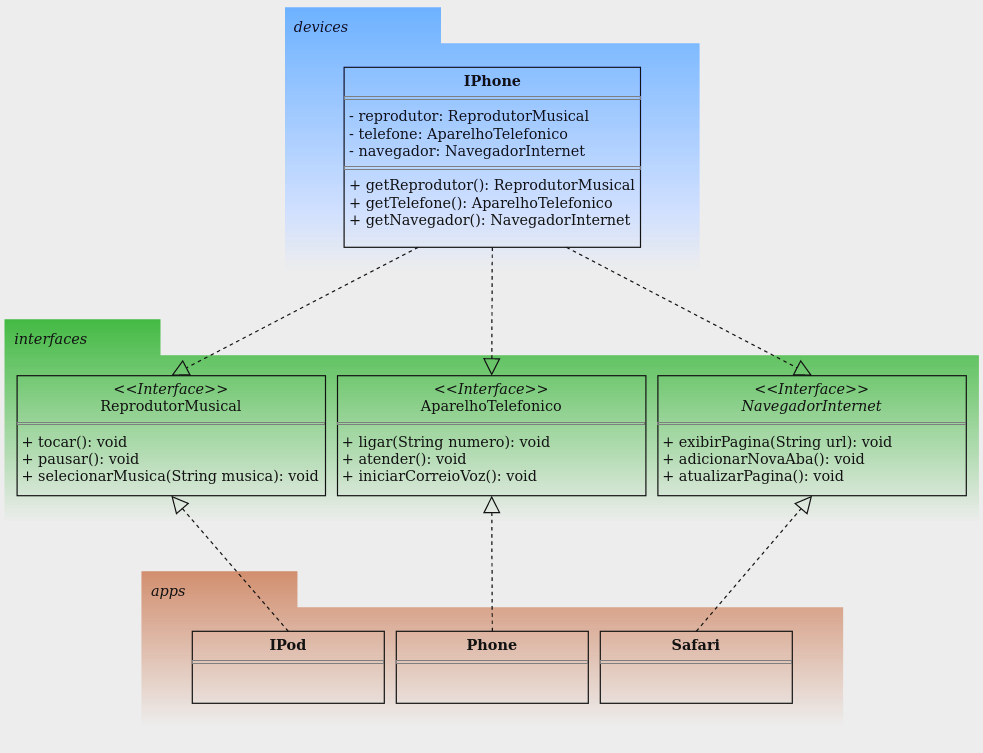 devices
IPhone
- reprodutor: ReprodutorMusical
- telefone: AparelhoTelefonico
- navegador: NavegadorInternet
+ getReprodutor(): ReprodutorMusical
+ getTelefone(): AparelhoTelefonico
+ getNavegador(): NavegadorInternet
interfaces
<<Interface>>
ReprodutorMusical
+ tocar(): void
+ pausar(): void
+ selecionarMusica(String musica): void
<<Interface>>
AparelhoTelefonico
+ ligar(String numero): void
+ atender(): void
+ iniciarCorreioVoz(): void
<<Interface>>
NavegadorInternet
+ exibirPagina(String url): void
+ adicionarNovaAba(): void
+ atualizarPagina(): void
apps
IPod
Phone
Safari